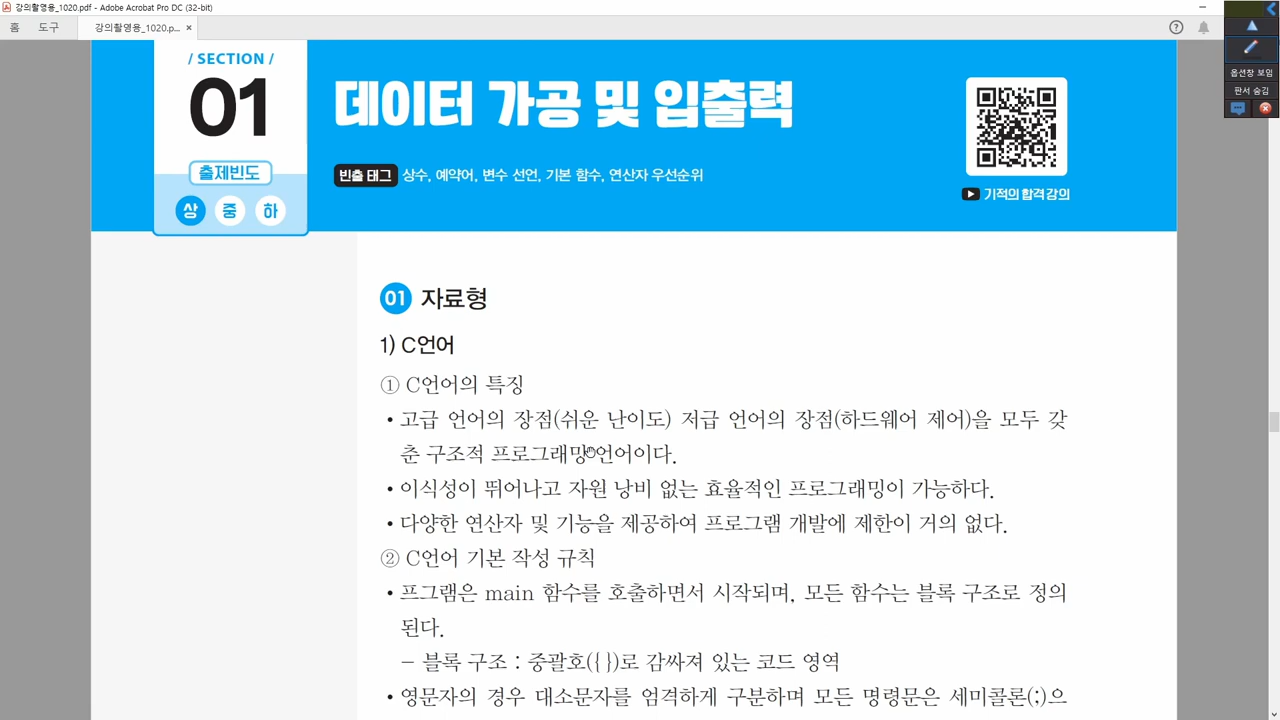 강의촬영용_1020.pdf - Adobe Acrobat Pro DC (32-bit)
홈 도구 강의촬영용_1020.p... ×
옵션창 보임
판서 숨김
/ SECTION /
01
출제빈도
상 중 하
데이터 가공 및 입출력
빈출 태그 상수, 예약어, 변수 선언, 기본 함수, 연산자 우선순위
기적의 합격 강의
01 자료형
1) C언어
① C언어의 특징
• 고급 언어의 장점(쉬운 난이도) 저급 언어의 장점(하드웨어 제어)을 모두 갖
춘 구조적 프로그래밍 언어이다.
• 이식성이 뛰어나고 자원 낭비 없는 효율적인 프로그래밍이 가능하다.
• 다양한 연산자 및 기능을 제공하여 프로그램 개발에 제한이 거의 없다.
② C언어 기본 작성 규칙
• 프그램은 main 함수를 호출하면서 시작되며, 모든 함수는 블록 구조로 정의
된다.
– 블록 구조 : 중괄호({ })로 감싸져 있는 코드 영역
• 영문자의 경우 대소문자를 엄격하게 구분하며 모든 명령문은 세미콜론(;)으